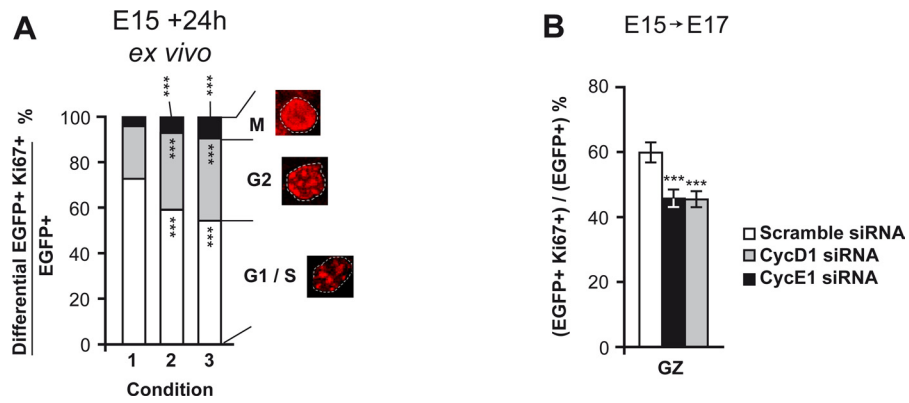 A
E15 +24h
ex vivo
Differential EGFP+ Ki67+
EGFP+
%
100
80
60
40
20
0
***
***
***
***
***
***
M
G2
G1 / S
1 2 3
Condition
B
E15→E17
(EGFP+ Ki67+) / (EGFP+) %
80
60
40
20
0
*** ***
GZ
Scramble siRNA
CycD1 siRNA
CycE1 siRNA